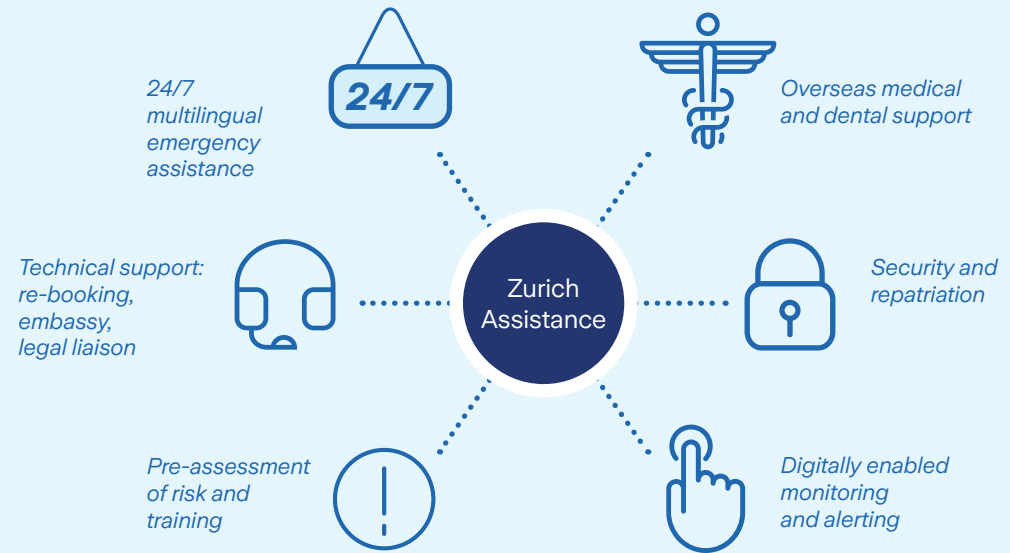 24/7
multilingual
emergency
assistance
24/7
Overseas medical
and dental support
Technical support:
re-booking,
embassy,
legal liaison
Zurich
Assistance
Security and
repatriation
Pre-assessment
of risk and
training
Digitally enabled
monitoring
and alerting